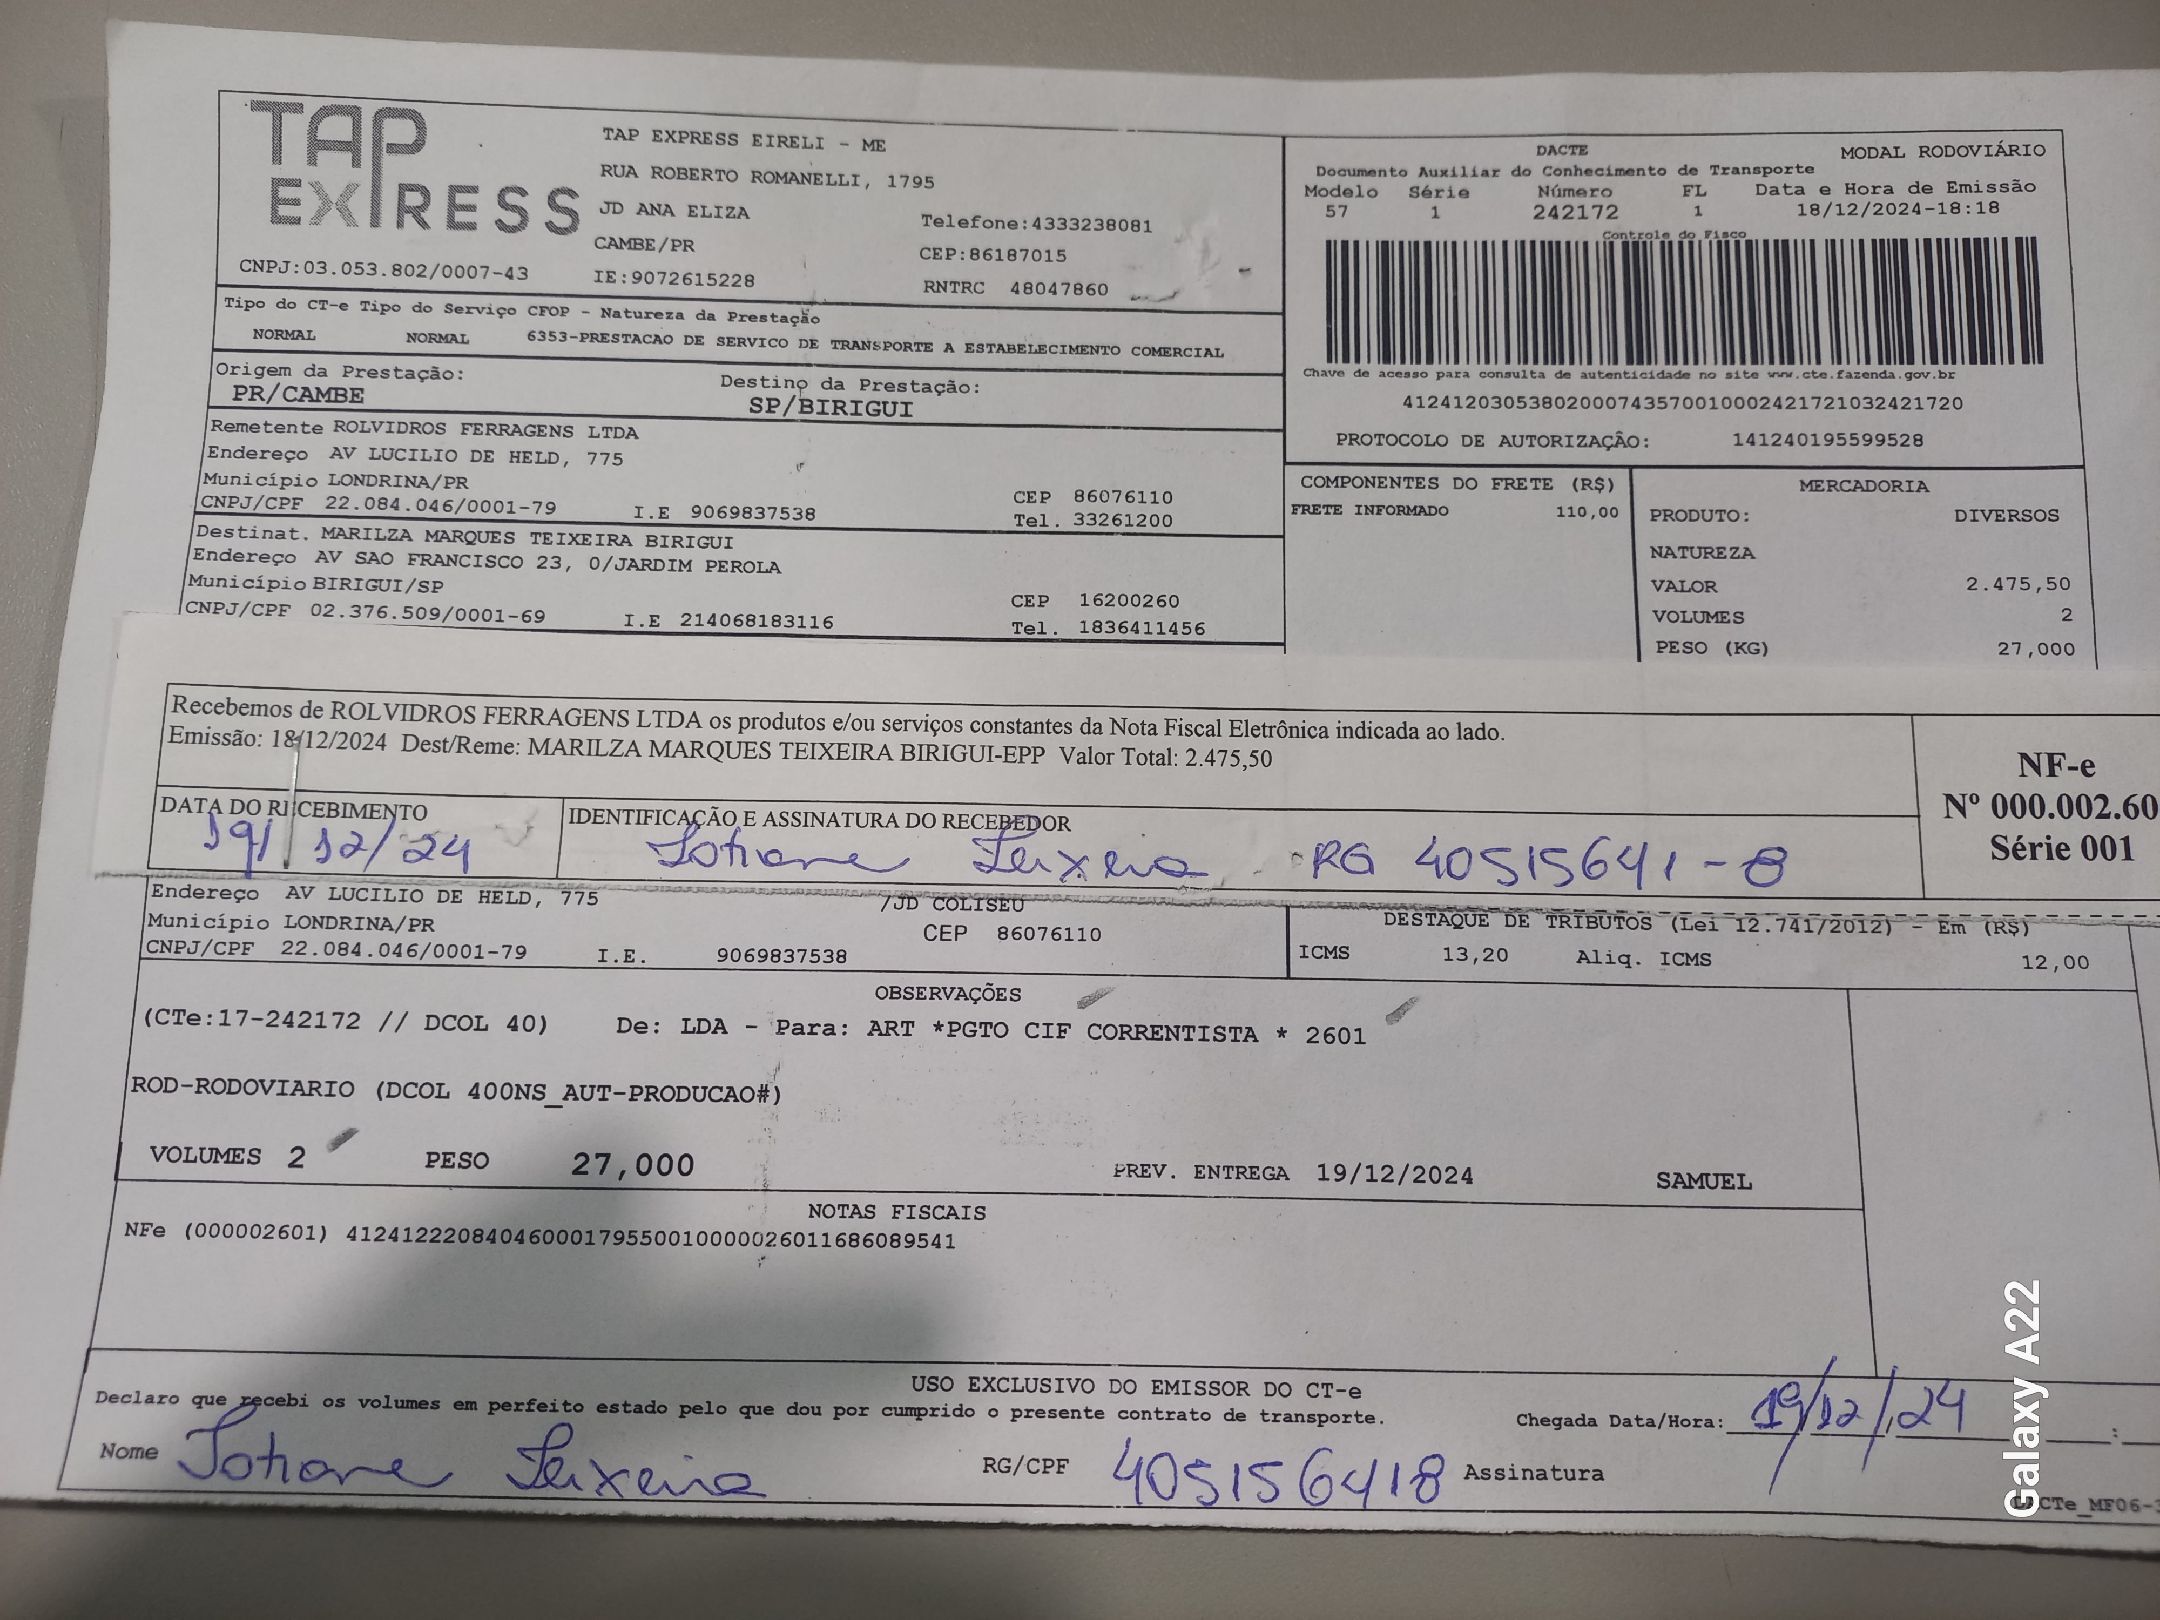 TAP EXPRESS
TAP EXPRESS EIRELI - ME
RUA ROBERTO ROMANELLI, 1795
JD ANA ELIZA
Telefone:4333238081
CAMBE/PR
CEP:86187015
CNPJ:03.053.802/0007-43
IE:9072615228
RNTRC 48047860
DACTE
MODAL RODOVIÁRIO
Documento Auxiliar do Conhecimento de Transporte
Modelo Série Número FL Data e Hora de Emissão
57 1 242172 1 18/12/2024-18:18
Controle do Fisco
Chave de acesso para consulta de autenticidade no site www.cte.fazenda.gov.br
41241203053802000743570010002421721032421720
PROTOCOLO DE AUTORIZAÇÃO: 141240195599528
Tipo do CT-e Tipo do Serviço CFOP - Natureza da Prestação
NORMAL NORMAL 6353-PRESTACAO DE SERVICO DE TRANSPORTE A ESTABELECIMENTO COMERCIAL
Origem da Prestação: Destino da Prestação:
PR/CAMBE SP/BIRIGUI
Remetente ROLVIDROS FERRAGENS LTDA
Endereço AV LUCILIO DE HELD, 775
Município LONDRINA/PR CEP 86076110
CNPJ/CPF 22.084.046/0001-79 I.E 9069837538 Tel. 33261200
Destinat. MARILZA MARQUES TEIXEIRA BIRIGUI
Endereço AV SAO FRANCISCO 23, 0/JARDIM PEROLA
Município BIRIGUI/SP CEP 16200260
CNPJ/CPF 02.376.509/0001-69 I.E 214068183116 Tel. 1836411456
COMPONENTES DO FRETE (R$)
FRETE INFORMADO 110,00
MERCADORIA
PRODUTO: DIVERSOS
NATUREZA
VALOR 2.475,50
VOLUMES 2
PESO (KG) 27,000
Recebemos de ROLVIDROS FERRAGENS LTDA os produtos e/ou serviços constantes da Nota Fiscal Eletrônica indicada ao lado.
Emissão: 18/12/2024 Dest/Reme: MARILZA MARQUES TEIXEIRA BIRIGUI-EPP Valor Total: 2.475,50
NF-e
Nº 000.002.60
Série 001
DATA DO RECEBIMENTO IDENTIFICAÇÃO E ASSINATURA DO RECEBEDOR
19/12/24 Totiane Teixeira RG 40515641-8
Endereço AV LUCILIO DE HELD, 775 /JD COLISEU
Município LONDRINA/PR CEP 86076110
CNPJ/CPF 22.084.046/0001-79 I.E. 9069837538
DESTAQUE DE TRIBUTOS (Lei 12.741/2012) - Em (R$)
ICMS 13,20 Aliq. ICMS 12,00
OBSERVAÇÕES
(CTe:17-242172 // DCOL 40) De: LDA - Para: ART *PGTO CIF CORRENTISTA * 2601
ROD-RODOVIARIO (DCOL 400NS_AUT-PRODUCAO#)
VOLUMES 2 PESO 27,000 PREV. ENTREGA 19/12/2024 SAMUEL
NOTAS FISCAIS
NFe (000002601) 41241222084046000179550010000026011686089541
USO EXCLUSIVO DO EMISSOR DO CT-e
Declaro que recebi os volumes em perfeito estado pelo que dou por cumprido o presente contrato de transporte.
Chegada Data/Hora: 19/12/24 :
Nome Totiane Teixeira RG/CPF 405156418 Assinatura
DACTe_MF06-
Galaxy A22